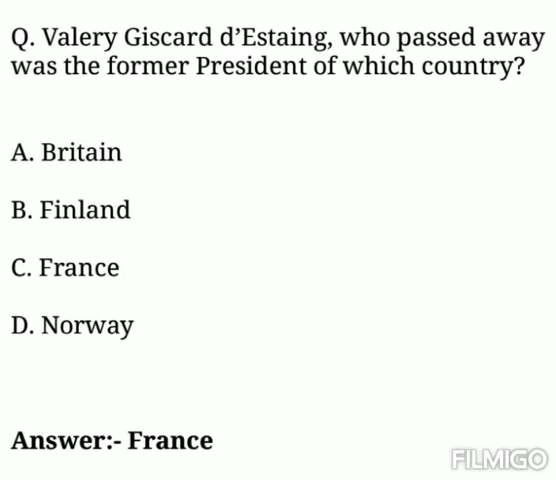 Q. Valery Giscard d’Estaing, who passed away
was the former President of which country?
A. Britain
B. Finland
C. France
D. Norway
Answer:- France
FILMIGO